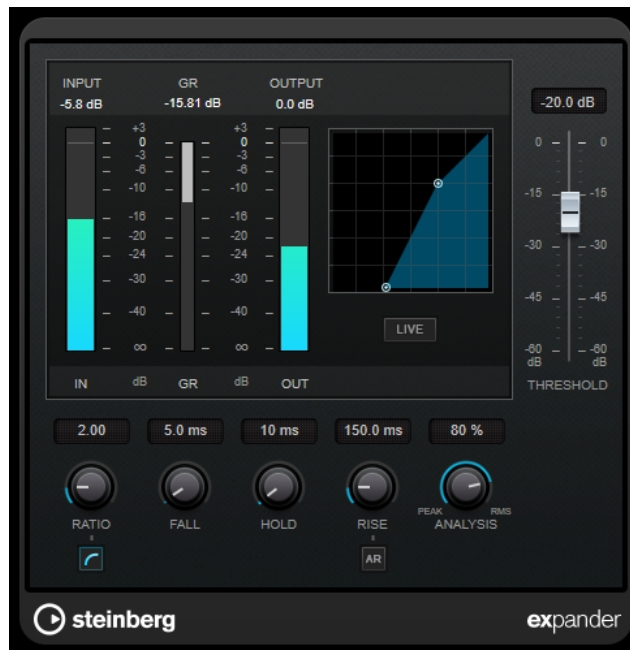 INPUT GR OUTPUT
-5.8 dB -15.81 dB 0.0 dB
-20.0 dB
+3 +3
0 0
-3 -3
-6 -6
-10 -10
-16 -16
-20 -20
-24 -24
-30 -30
-40 -40
∞ ∞
0 0
-15 -15
-30 -30
-45 -45
-60 -60
dB dB
LIVE
IN dB GR dB OUT
THRESHOLD
2.00 5.0 ms 10 ms 150.0 ms 80 %
PEAK RMS
RATIO FALL HOLD RISE ANALYSIS
AR
steinberg expander